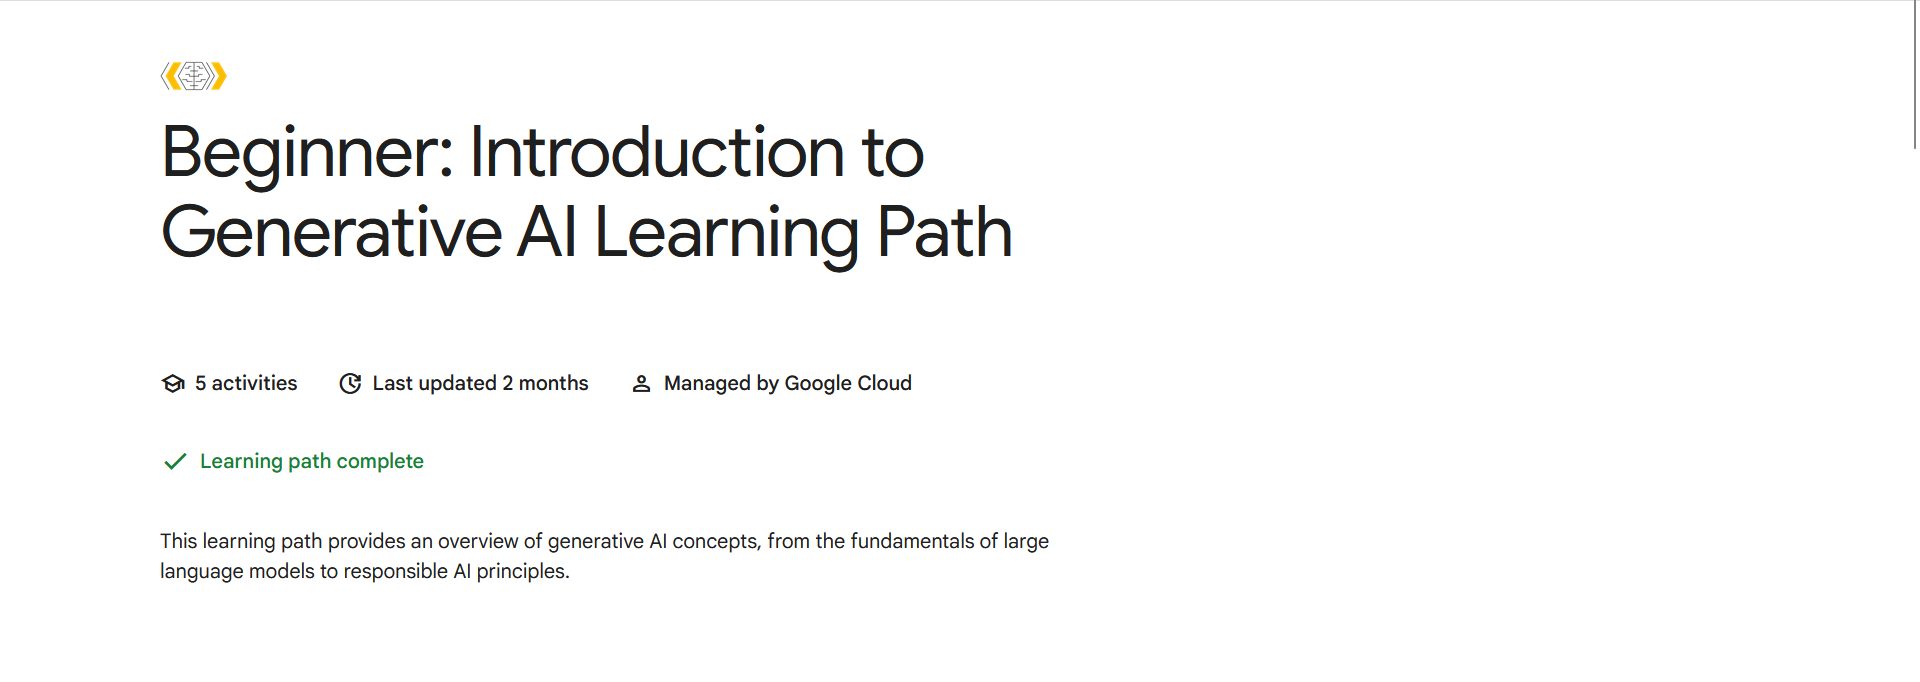 Beginner: Introduction to
Generative AI Learning Path
5 activities
Last updated 2 months
Managed by Google Cloud
Learning path complete
This learning path provides an overview of generative AI concepts, from the fundamentals of large
language models to responsible AI principles.